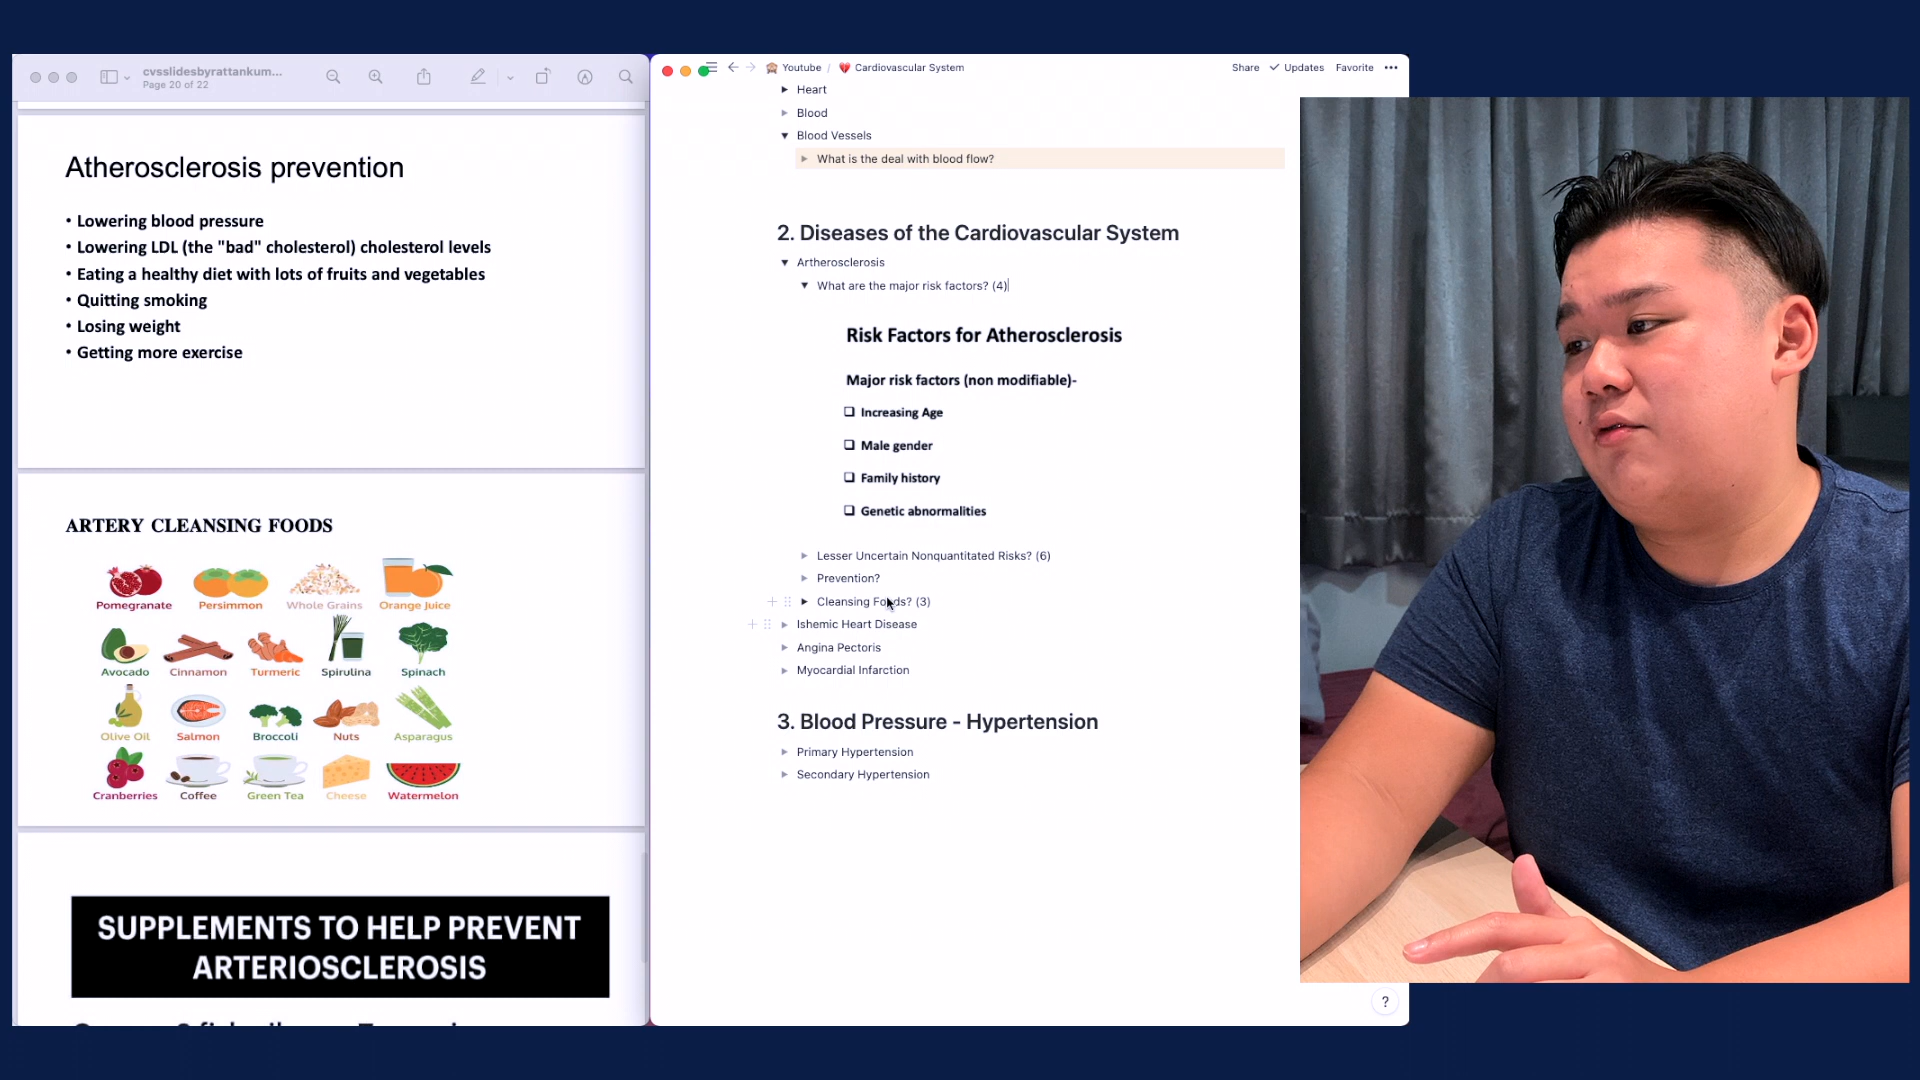 cvsslidesbyrattankum...
Page 20 of 22
Atherosclerosis prevention
• Lowering blood pressure
• Lowering LDL (the "bad" cholesterol) cholesterol levels
• Eating a healthy diet with lots of fruits and vegetables
• Quitting smoking
• Losing weight
• Getting more exercise
ARTERY CLEANSING FOODS
Pomegranate Persimmon Whole Grains Orange Juice
Avocado Cinnamon Turmeric Spirulina Spinach
Olive Oil Salmon Broccoli Nuts Asparagus
Cranberries Coffee Green Tea Cheese Watermelon
SUPPLEMENTS TO HELP PREVENT
ARTERIOSCLEROSIS
Youtube / Cardiovascular System
Share Updates Favorite
Heart
Blood
Blood Vessels
What is the deal with blood flow?
2. Diseases of the Cardiovascular System
Artherosclerosis
What are the major risk factors? (4)
Risk Factors for Atherosclerosis
Major risk factors (non modifiable)-
Increasing Age
Male gender
Family history
Genetic abnormalities
Lesser Uncertain Nonquantitated Risks? (6)
Prevention?
Cleansing Foods? (3)
Ishemic Heart Disease
Angina Pectoris
Myocardial Infarction
3. Blood Pressure - Hypertension
Primary Hypertension
Secondary Hypertension
?